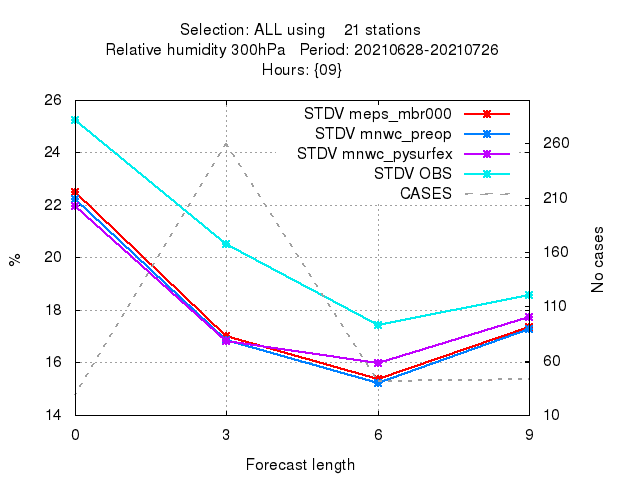 Selection: ALL using    21 stations
Relative humidity 300hPa   Period: 20210628-20210726
Hours: {09}
26
24
22
20
18
16
14
%
STDV meps_mbr000
STDV mnwc_preop
STDV mnwc_pysurfex
STDV OBS
CASES
260
210
160
110
60
10
No cases
0 3 6 9
Forecast length